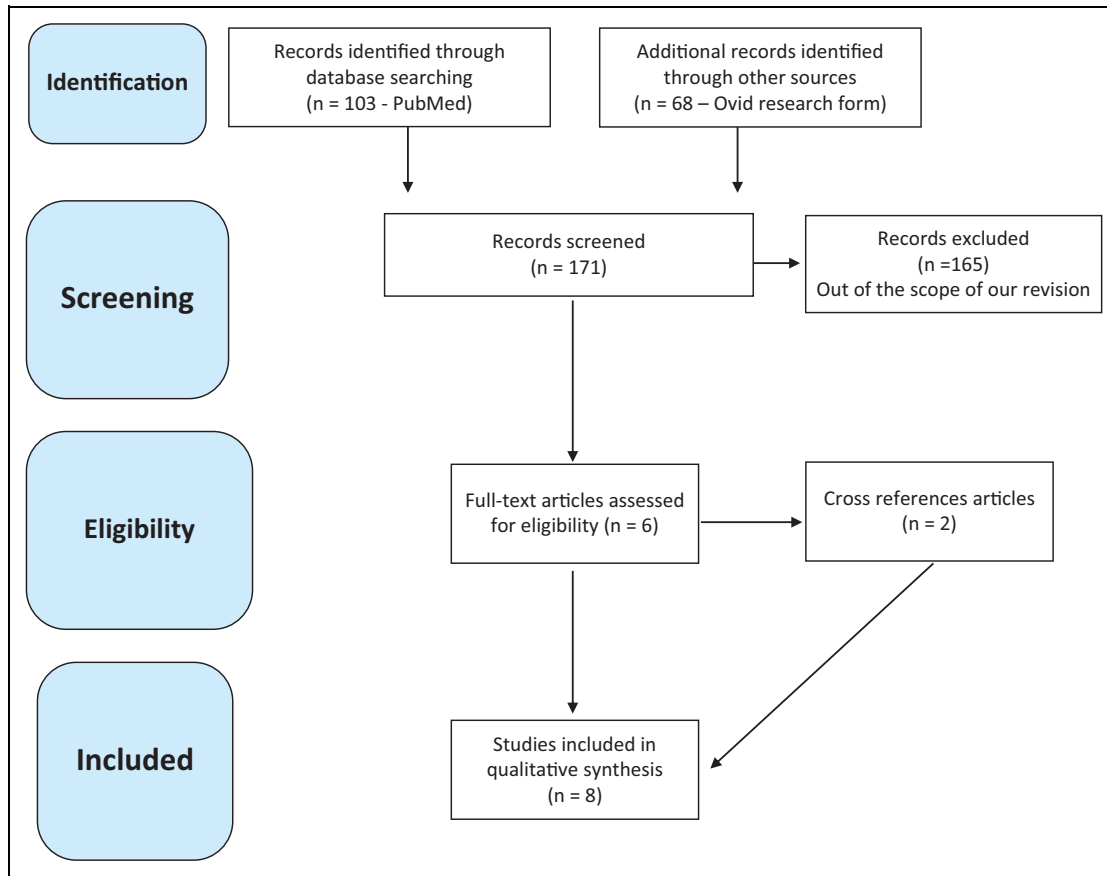 Identification
Records identified through
database searching
(n = 103 - PubMed)
Additional records identified
through other sources
(n = 68 – Ovid research form)
Screening
Records screened
(n = 171)
Records excluded
(n =165)
Out of the scope of our revision
Eligibility
Full-text articles assessed
for eligibility (n = 6)
Cross references articles
(n = 2)
Included
Studies included in
qualitative synthesis
(n = 8)